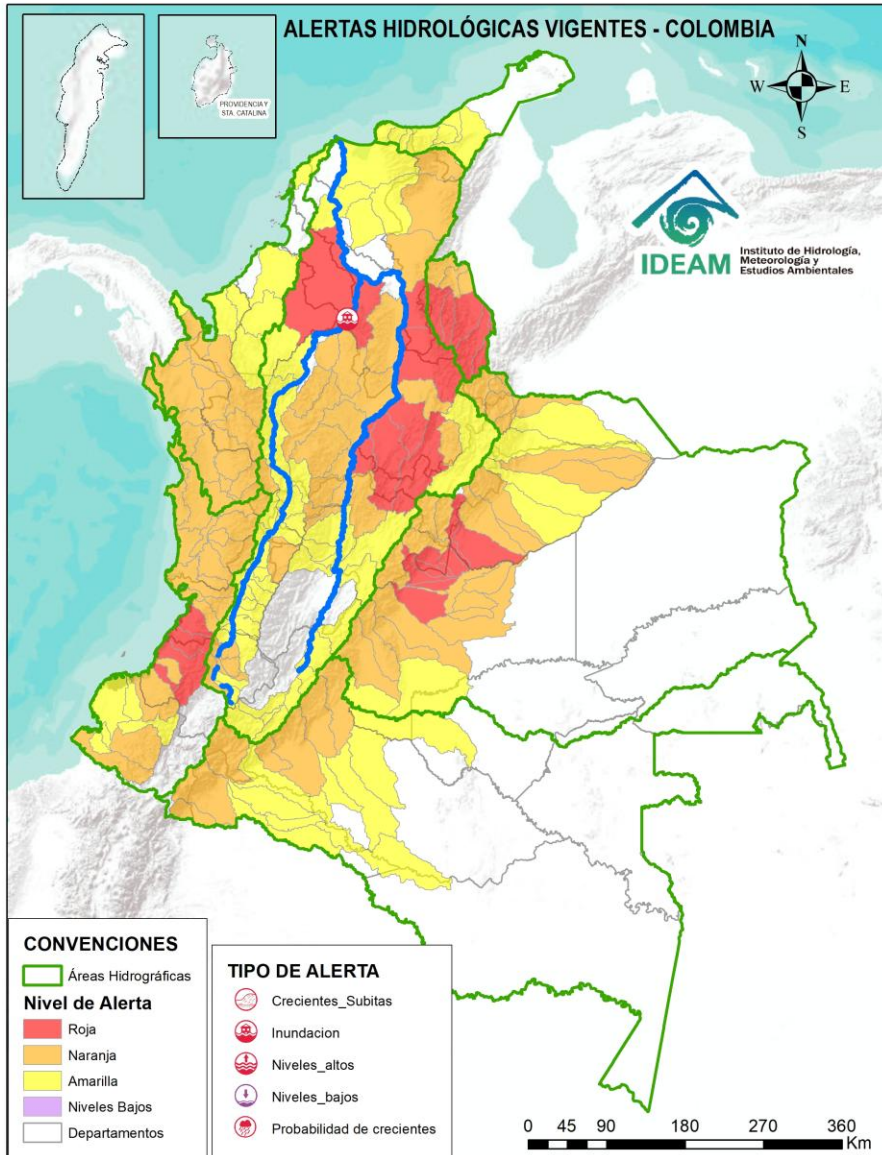 ALERTAS HIDROLÓGICAS VIGENTES - COLOMBIA
PROVIDENCIA Y
STA. CATALINA
N
W
E
S
IDEAM
Instituto de Hidrología,
Meteorología y
Estudios Ambientales
CONVENCIONES
Áreas Hidrográficas
Nivel de Alerta
Roja
Naranja
Amarilla
Niveles Bajos
Departamentos
TIPO DE ALERTA
Crecientes_Subitas
Inundacion
Niveles_altos
Niveles_bajos
Probabilidad de crecientes
0 45 90 180 270 360
Km